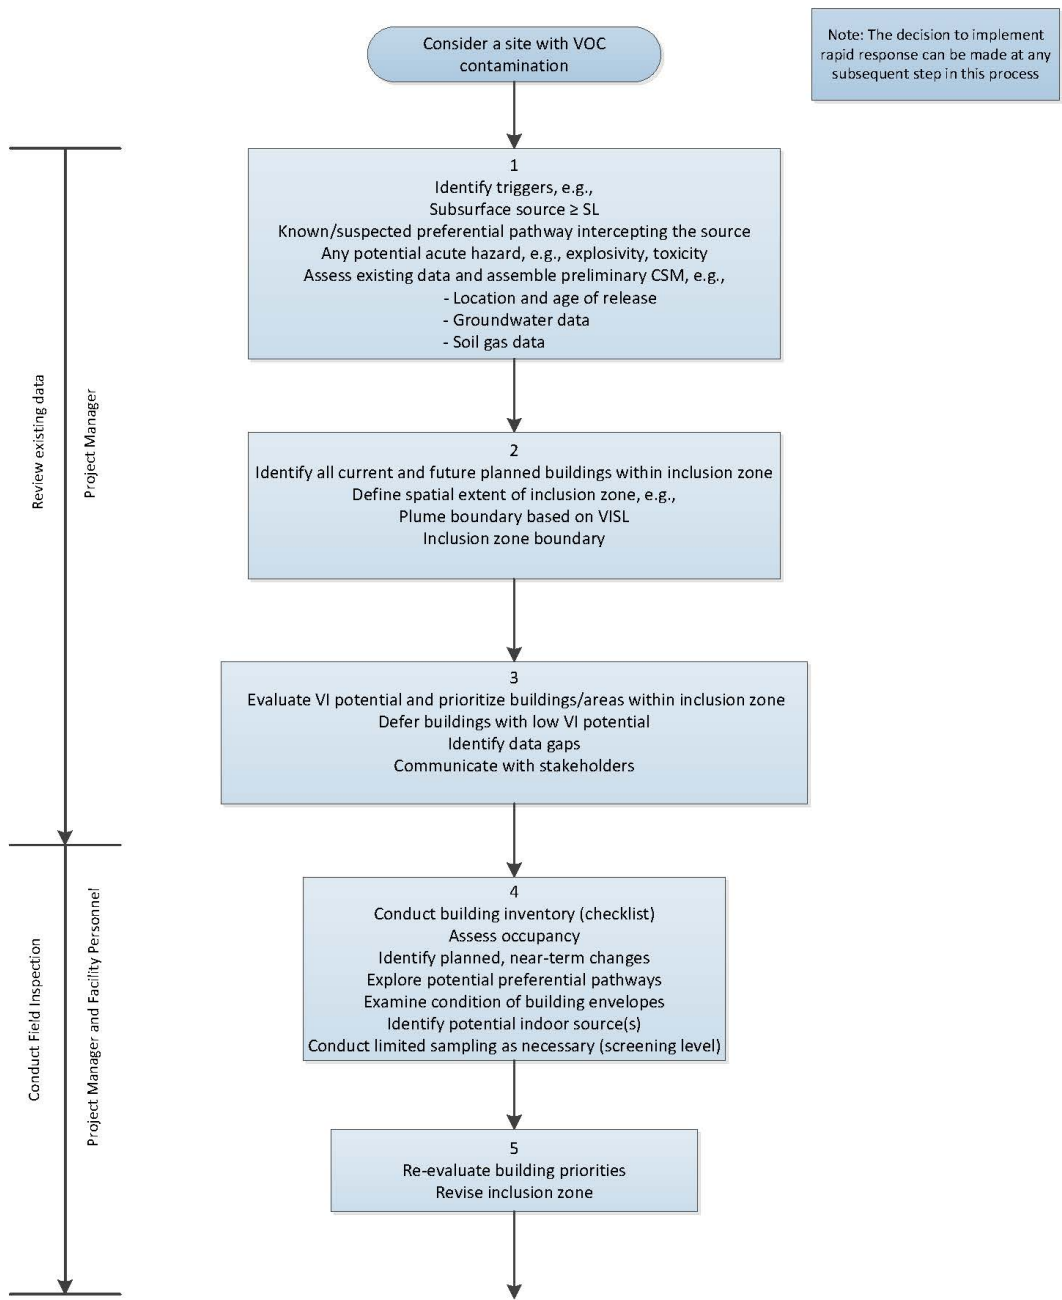 Consider a site with VOC
contamination
Note: The decision to implement
rapid response can be made at any
subsequent step in this process
1
Identify triggers, e.g.,
Subsurface source ≥ SL
Known/suspected preferential pathway intercepting the source
Any potential acute hazard, e.g., explosivity, toxicity
Assess existing data and assemble preliminary CSM, e.g.,
- Location and age of release
- Groundwater data
- Soil gas data
Review existing data
Project Manager
2
Identify all current and future planned buildings within inclusion zone
Define spatial extent of inclusion zone, e.g.,
Plume boundary based on VISL
Inclusion zone boundary
3
Evaluate VI potential and prioritize buildings/areas within inclusion zone
Defer buildings with low VI potential
Identify data gaps
Communicate with stakeholders
Conduct Field Inspection
Project Manager and Facility Personnel
4
Conduct building inventory (checklist)
Assess occupancy
Identify planned, near-term changes
Explore potential preferential pathways
Examine condition of building envelopes
Identify potential indoor source(s)
Conduct limited sampling as necessary (screening level)
5
Re-evaluate building priorities
Revise inclusion zone